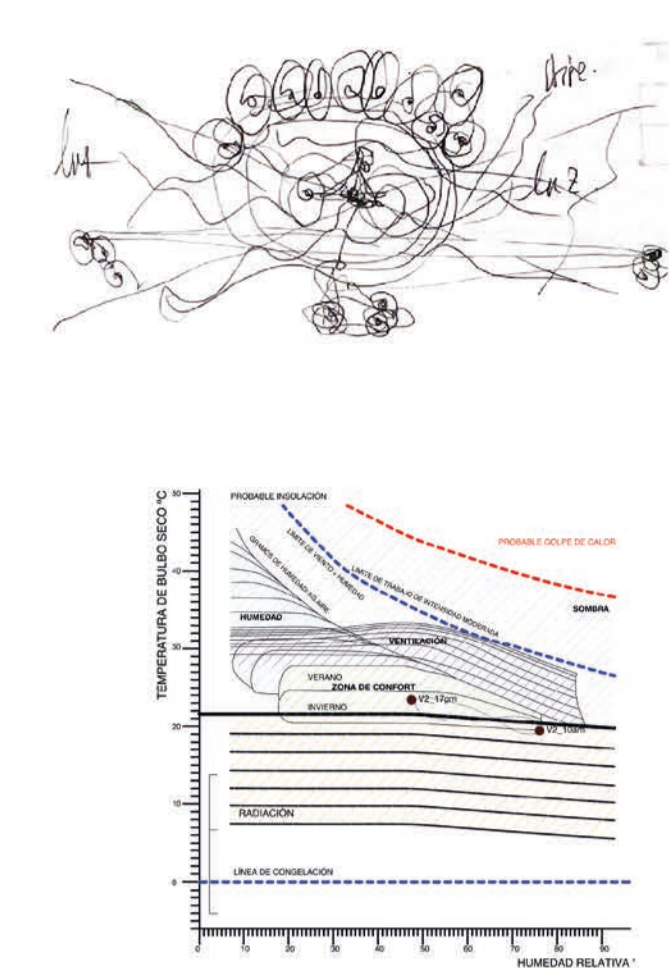 Aire.
luz
luz
TEMPERATURA DE BULBO SECO ºC
50
PROBABLE INSOLACIÓN
PROBABLE GOLPE DE CALOR
LIMITE DE VIENTO + HUMEDAD
GRAMOS DE HUMEDAD/ KG AIRE
40
LIMITE DE TRABAJO DE INTENSIDAD MODERADA
SOMBRA
HUMEDAD
VENTILACIÓN
30
VERANO
ZONA DE CONFORT
V2_17pm
INVIERNO
20
V2_10am
10
RADIACIÓN
LÍNEA DE CONGELACIÓN
0
0 10 20 30 40 50 60 70 80 90
HUMEDAD RELATIVA